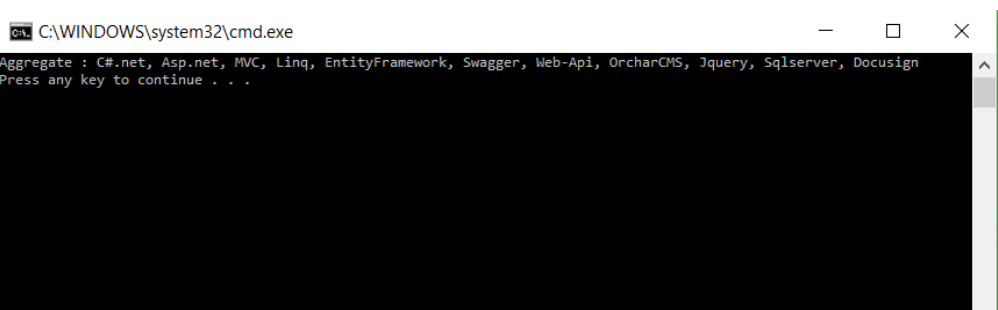 C:\WINDOWS\system32\cmd.exe
Aggregate : C#.net, Asp.net, MVC, Linq, EntityFramework, Swagger, Web-Api, OrcharCMS, Jquery, Sqlserver, Docusign
Press any key to continue . . .